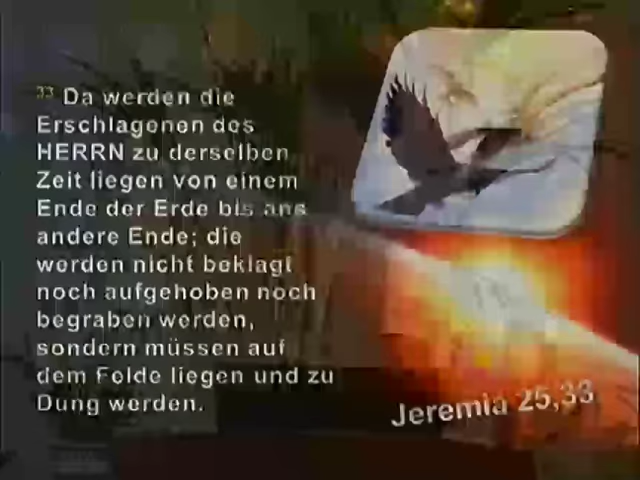 33 Da werden die
Erschlagenen des
HERRN zu derselben
Zeit liegen von einem
Ende der Erde bis ans
andere Ende; die
werden nicht beklagt
noch aufgehoben noch
begraben werden,
sondern müssen auf
dem Felde liegen und zu
Dung werden.
Jeremia 25,33